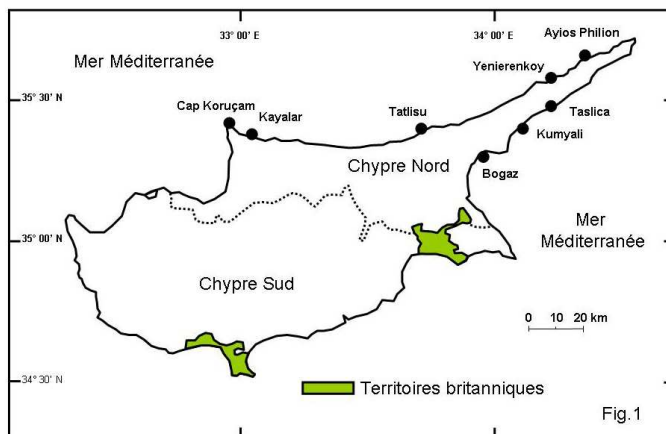 33°00' E
34°00' E
Mer Méditerranée
Ayios Philion
Yenierenkoy
35°30' N
Cap Koruçam
Kayalar
Tatlisu
Taslica
Kumyali
Chypre Nord
Bogaz
Mer
Méditerranée
35°00' N
Chypre Sud
0 10 20 km
34°30' N
Territoires britanniques
Fig.1